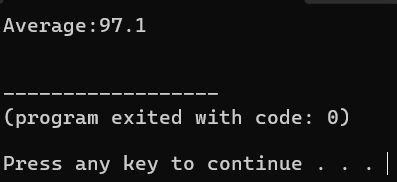 Average:97.1
------------------
(program exited with code: 0)
Press any key to continue . . .